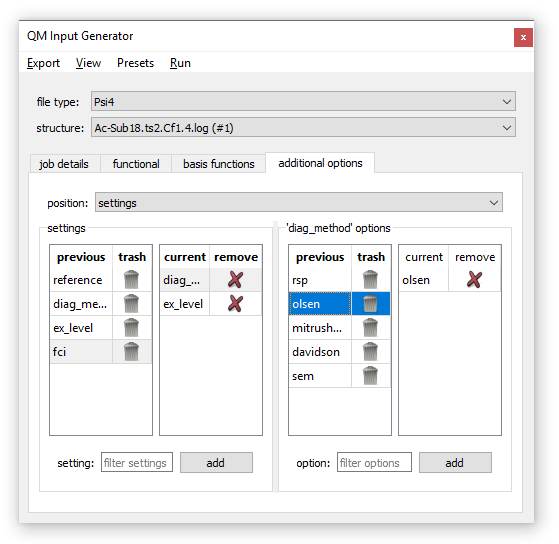 QM Input Generator
x
Export View Presets Run
file type: Psi4
structure: Ac-Sub18.ts2.Cf1.4.log (#1)
job details functional basis functions additional options
position: settings
settings
previous trash
reference
diag_me...
ex_level
fci
current remove
diag_...
ex_level
setting: filter settings add
'diag_method' options
previous trash
rsp
olsen
mitrush...
davidson
sem
current remove
olsen
option: filter options add